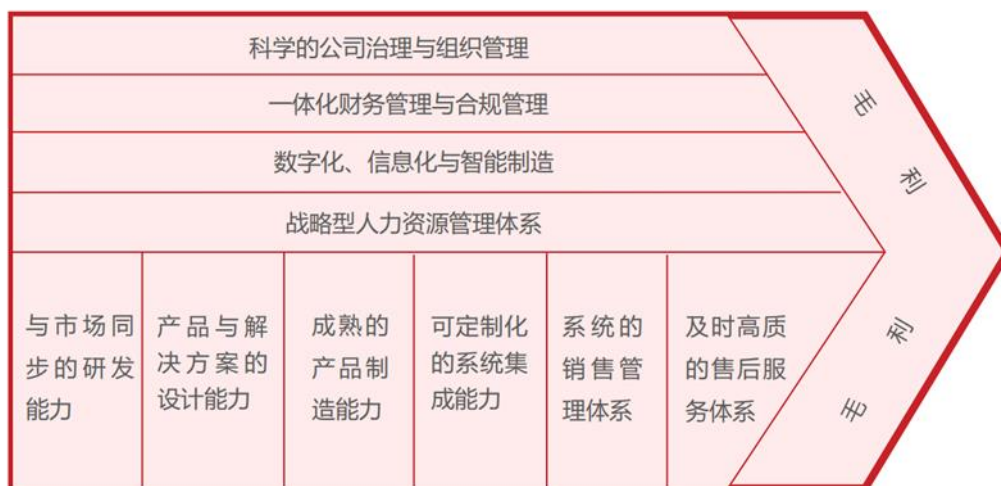 科学的公司治理与组织管理
一体化财务管理与合规管理
数字化、信息化与智能制造
战略型人力资源管理体系
与市场同
步的研发
能力
产品与解
决方案的
设计能力
成熟的
产品制
造能力
可定制化
的系统集
成能力
系统的
销售管
理体系
及时高质
的售后服
务体系
毛利
毛利